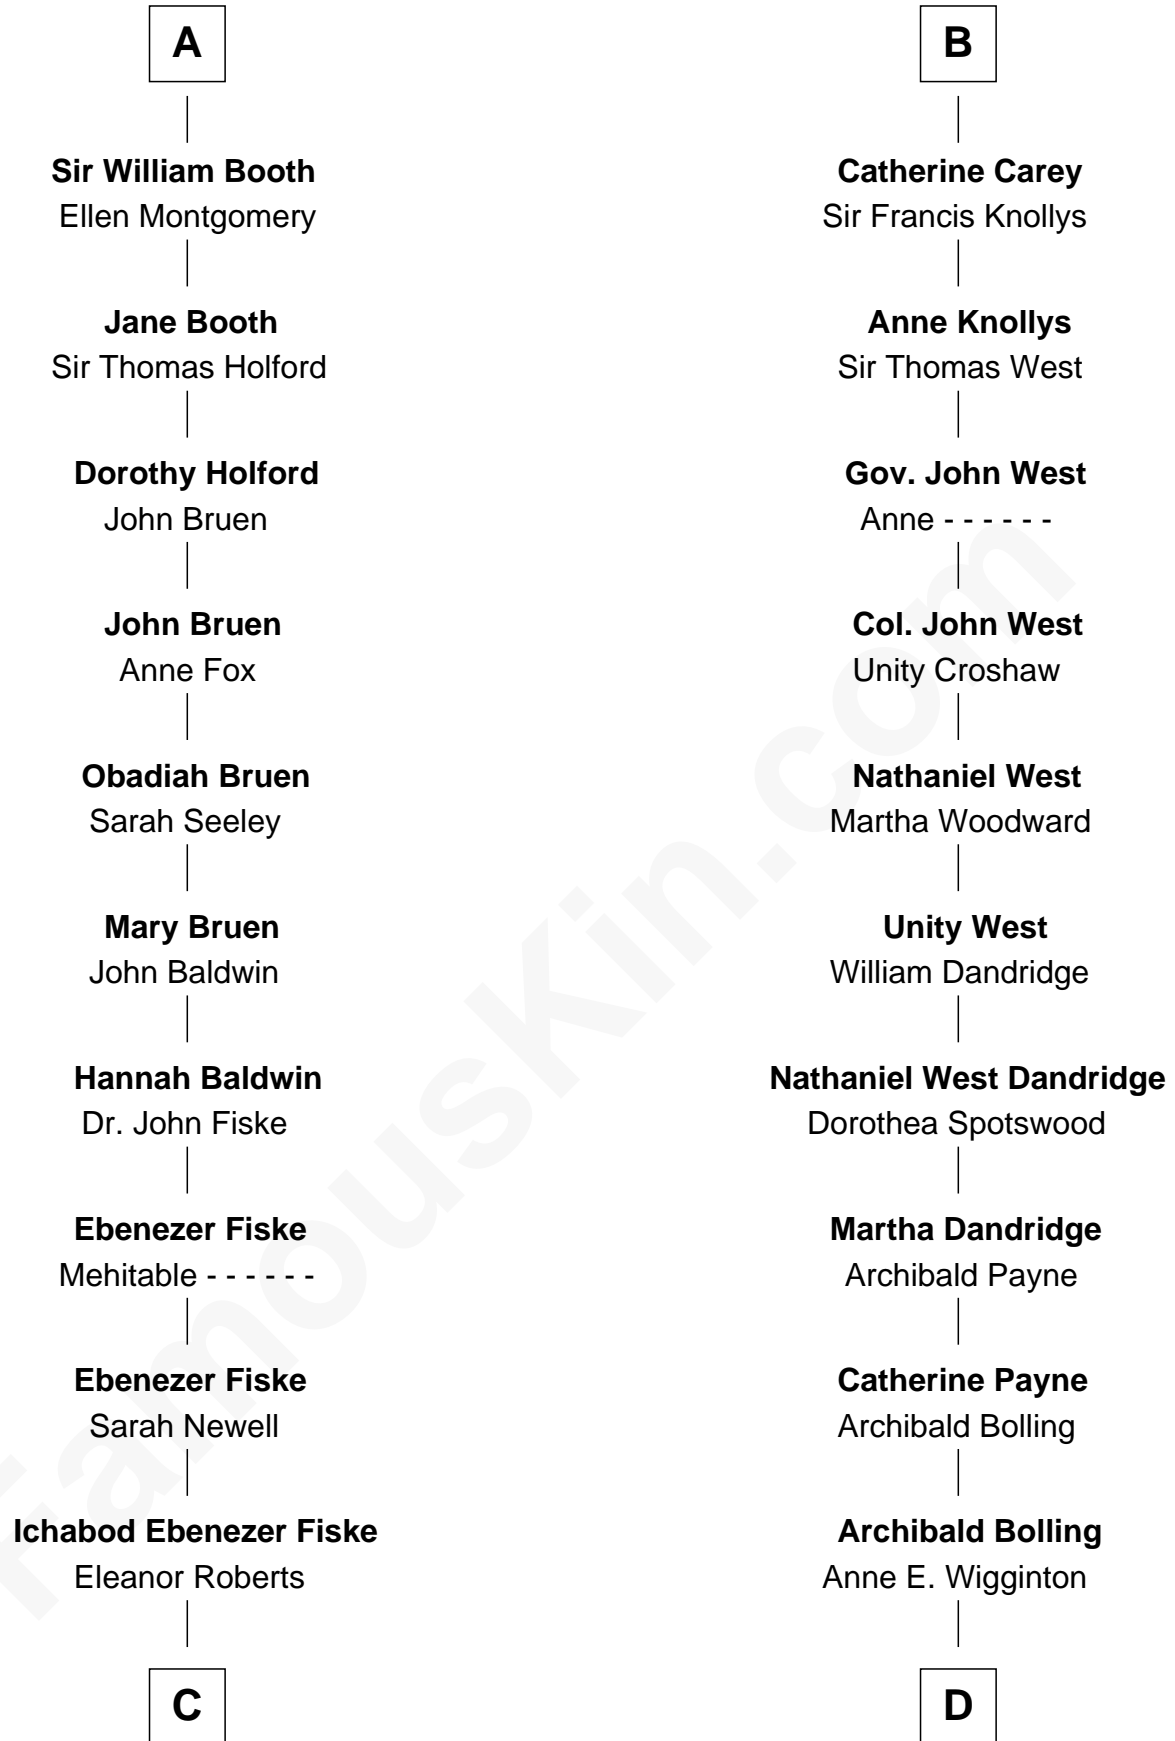 A
Sir William Booth
Ellen Montgomery
Jane Booth
Sir Thomas Holford
Dorothy Holford
John Bruen
John Bruen
Anne Fox
Obadiah Bruen
Sarah Seeley
Mary Bruen
John Baldwin
Hannah Baldwin
Dr. John Fiske
Ebenezer Fiske
Mehitable - - - - - -
Ebenezer Fiske
Sarah Newell
Ichabod Ebenezer Fiske
Eleanor Roberts
C
B
Catherine Carey
Sir Francis Knollys
Anne Knollys
Sir Thomas West
Gov. John West
Anne - - - - - -
Col. John West
Unity Croshaw
Nathaniel West
Martha Woodward
Unity West
William Dandridge
Nathaniel West Dandridge
Dorothea Spotswood
Martha Dandridge
Archibald Payne
Catherine Payne
Archibald Bolling
Archibald Bolling
Anne E. Wigginton
D
FamousKin.com